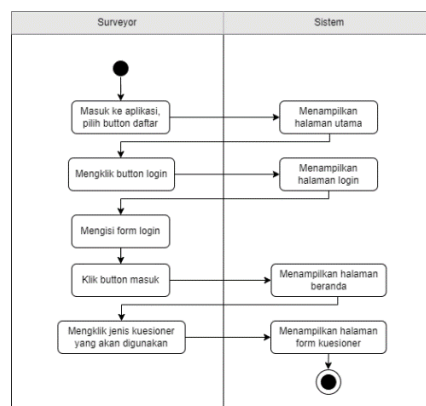 Surveyor
Sistem
Masuk ke aplikasi,
pilih button daftar
Menampilkan
halaman utama
Mengklik button login
Menampilkan
halaman login
Mengisi form login
Klik button masuk
Menampilkan halaman
beranda
Mengklik jenis kuesioner
yang akan digunakan
Menampilkan halaman
form kuesioner